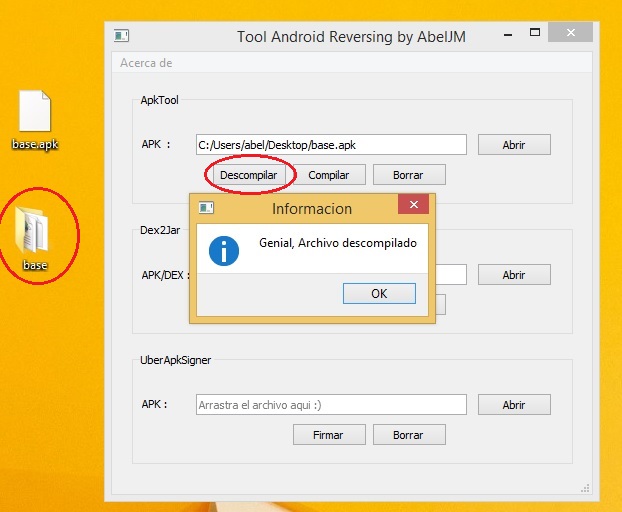 Tool Android Reversing by AbelJM
Acerca de
ApkTool
APK : C:/Users/abel/Desktop/base.apk Abrir
Descompilar Compilar Borrar
base.apk
base
Informacion
Genial, Archivo descompilado
OK
Dex2Jar
APK/DEX : Abrir
UberApkSigner
APK : Arrastra el archivo aqui :) Abrir
Firmar Borrar